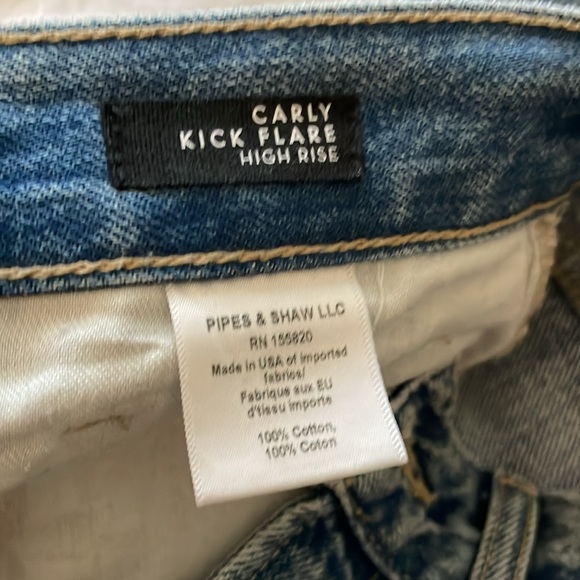 CARLY
KICK FLARE
HIGH RISE
PIPES & SHAW LLC
RN 155820
Made in USA of imported
fabrios/
Fabrique aux EU
d'tissu importe
100% Cotton,
100% Coton